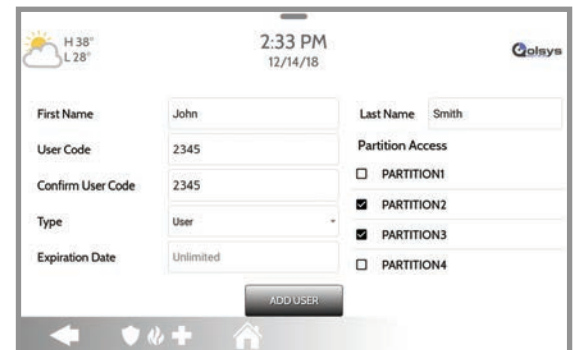 H 38°
L 28°
2:33 PM
12/14/18
Qolsys
First Name
John
Last Name
Smith
User Code
2345
Partition Access
Confirm User Code
2345
PARTITION1
PARTITION2
Type
User
PARTITION3
Expiration Date
Unlimited
PARTITION4
ADD USER